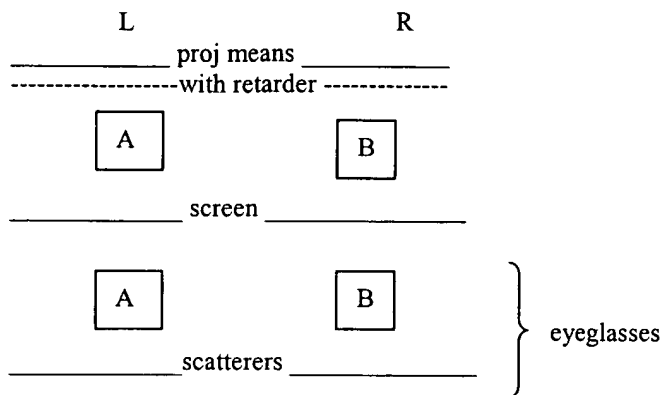 L R
proj means
with retarder
A B
screen
A B
eyeglasses
scatterers